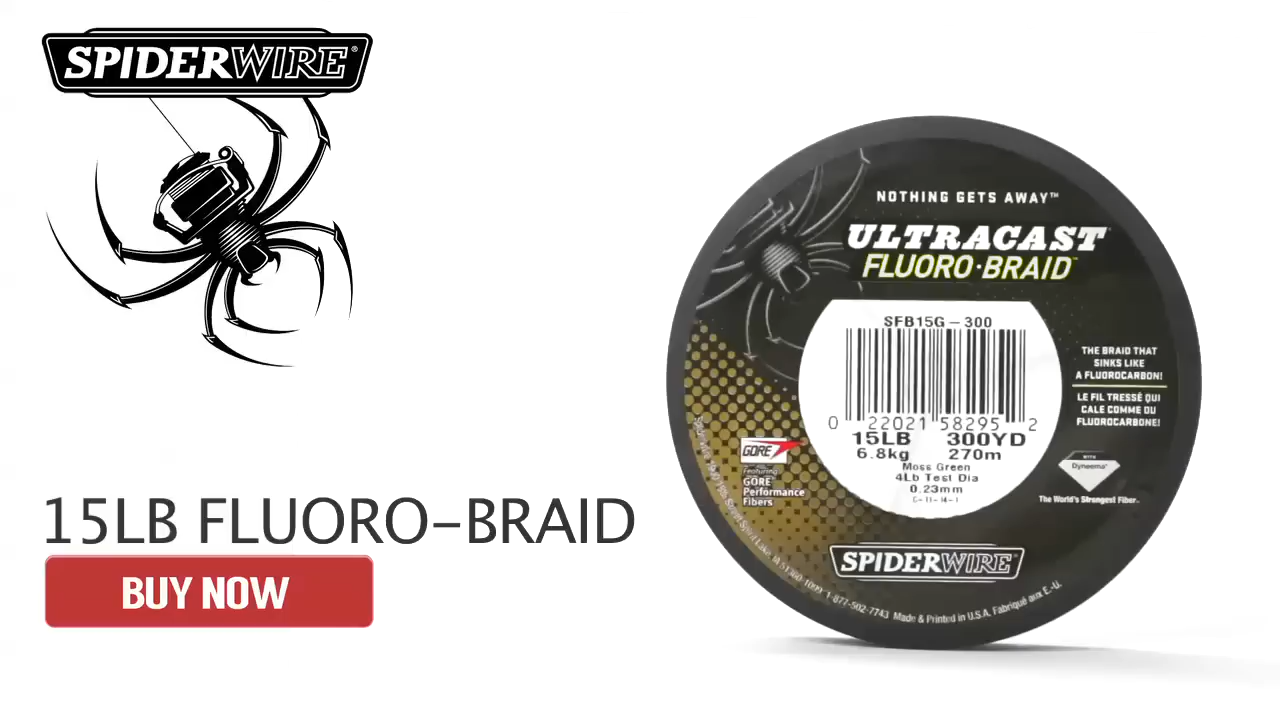 SPIDERWIRE®
NOTHING GETS AWAY™
ULTRACAST
FLUORO·BRAID™
SFB15G-300
0 22021 58295 2
15LB 300YD
6.8kg 270m
Moss Green
4Lb Test Dia
0.23mm
THE BRAID THAT
SINKS LIKE
A FLUOROCARBON!
LE FIL TRESSÉ QUI
CALE COMME DU
FLUOROCARBONE!
WITH
Dyneema®
The World's Strongest Fiber™
GORE
Featuring
GORE
Performance
Fibers
SPIDERWIRE
1-877-502-7743 Made & Printed in U.S.A. Fabriqué aux É.-U.
15LB FLUORO-BRAID
BUY NOW